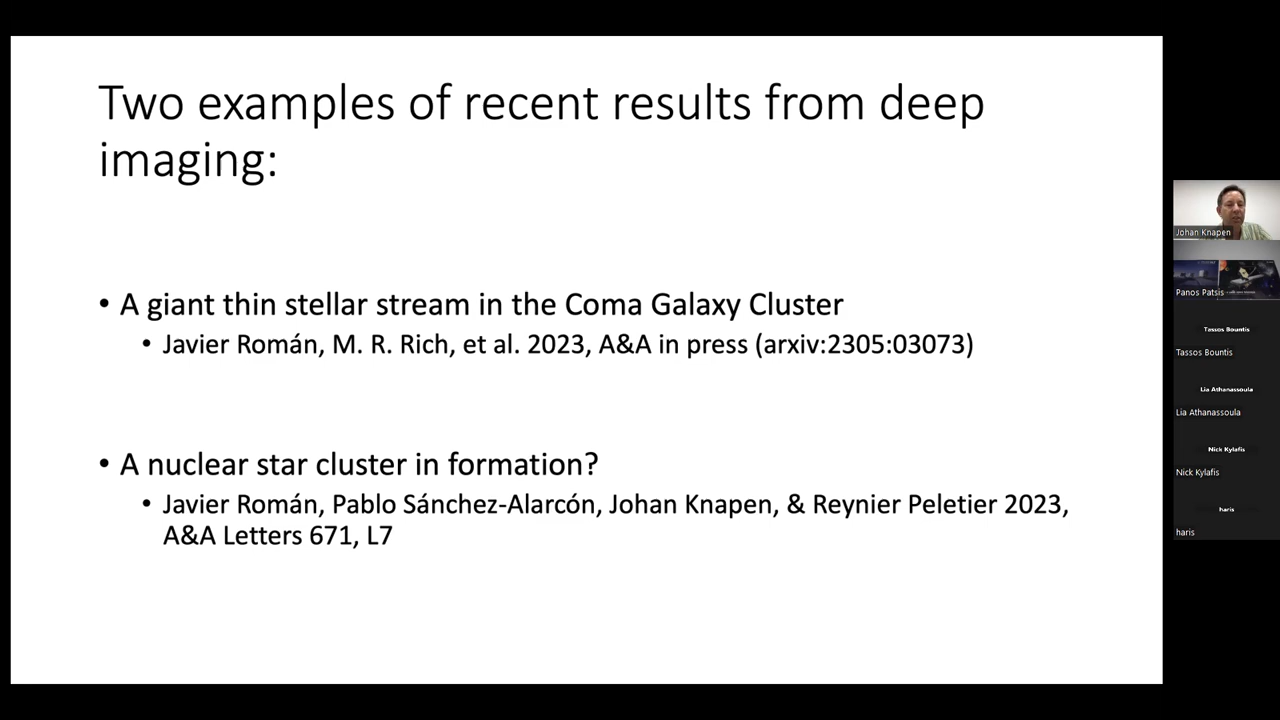 Two examples of recent results from deep
imaging:
• A giant thin stellar stream in the Coma Galaxy Cluster
• Javier Román, M. R. Rich, et al. 2023, A&A in press (arxiv:2305:03073)
• A nuclear star cluster in formation?
• Javier Román, Pablo Sánchez-Alarcón, Johan Knapen, & Reynier Peletier 2023,
A&A Letters 671, L7
Johan Knapen
Panos Patsis
Tassos Bountis
Tassos Bountis
Lia Athanassoula
Lia Athanassoula
Nick Kylafis
Nick Kylafis
haris
haris